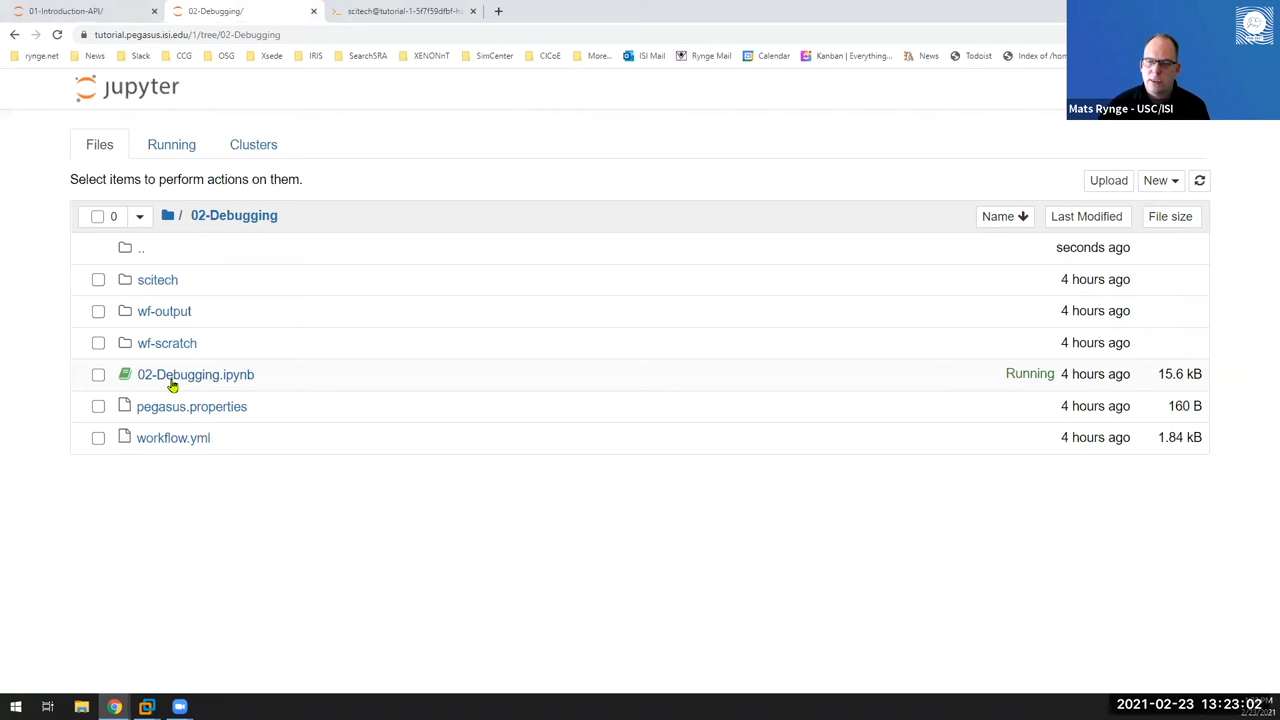 01-Introduction-API/
02-Debugging/
scitech@tutorial-1-5f7f59dfbf-h
tutorial.pegasus.isi.edu/1/tree/02-Debugging
rynge.net
News
Slack
CCG
OSG
Xsede
IRIS
SearchSRA
XENONnT
SimCenter
CICoE
More...
ISI Mail
Rynge Mail
Calendar
Kanban | Everything...
News
Todoist
Index of /hom
Mats Rynge - USC/ISI
jupyter
Files
Running
Clusters
Select items to perform actions on them.
Upload
New
0
/ 02-Debugging
Name
Last Modified
File size
..
seconds ago
scitech
4 hours ago
wf-output
4 hours ago
wf-scratch
4 hours ago
02-Debugging.ipynb
Running 4 hours ago
15.6 kB
pegasus.properties
4 hours ago
160 B
workflow.yml
4 hours ago
1.84 kB
2021-02-23 13:23:02